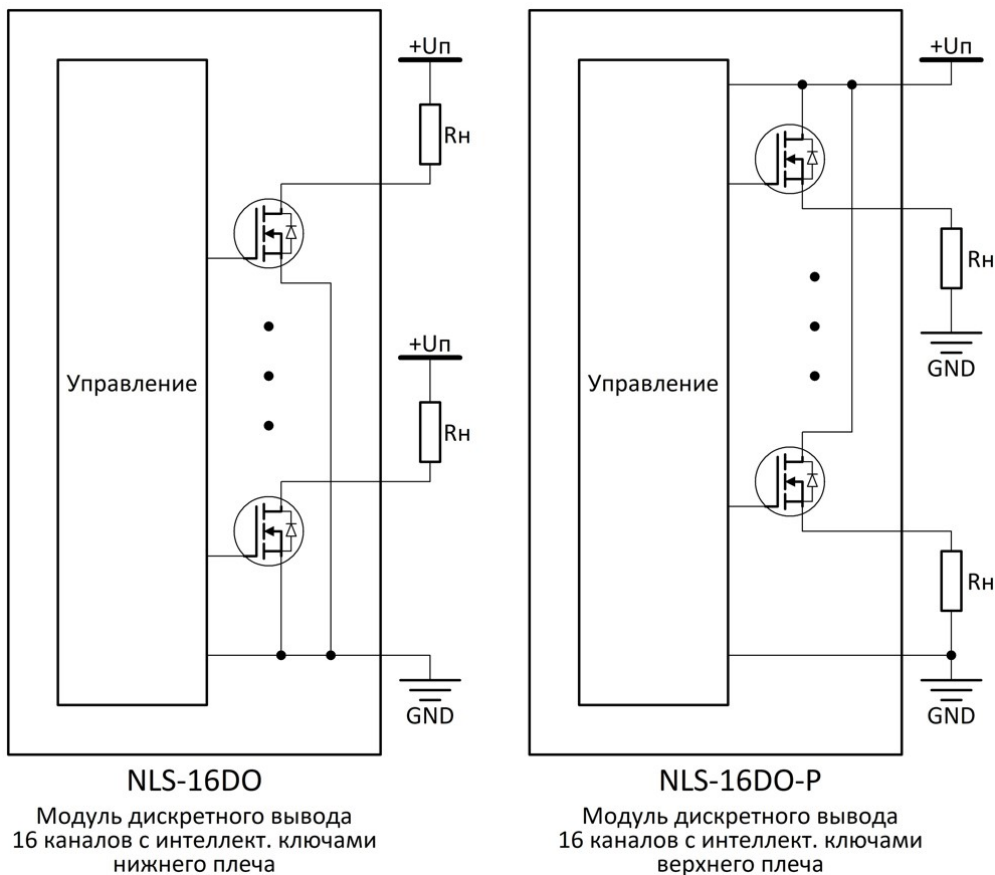 +Uп
Rн
+Uп
Управление
Rн
GND
NLS-16DO
Модуль дискретного вывода
16 каналов с интеллект. ключами
нижнего плеча
+Uп
Rн
GND
Управление
Rн
GND
NLS-16DO-P
Модуль дискретного вывода
16 каналов с интеллект. ключами
верхнего плеча